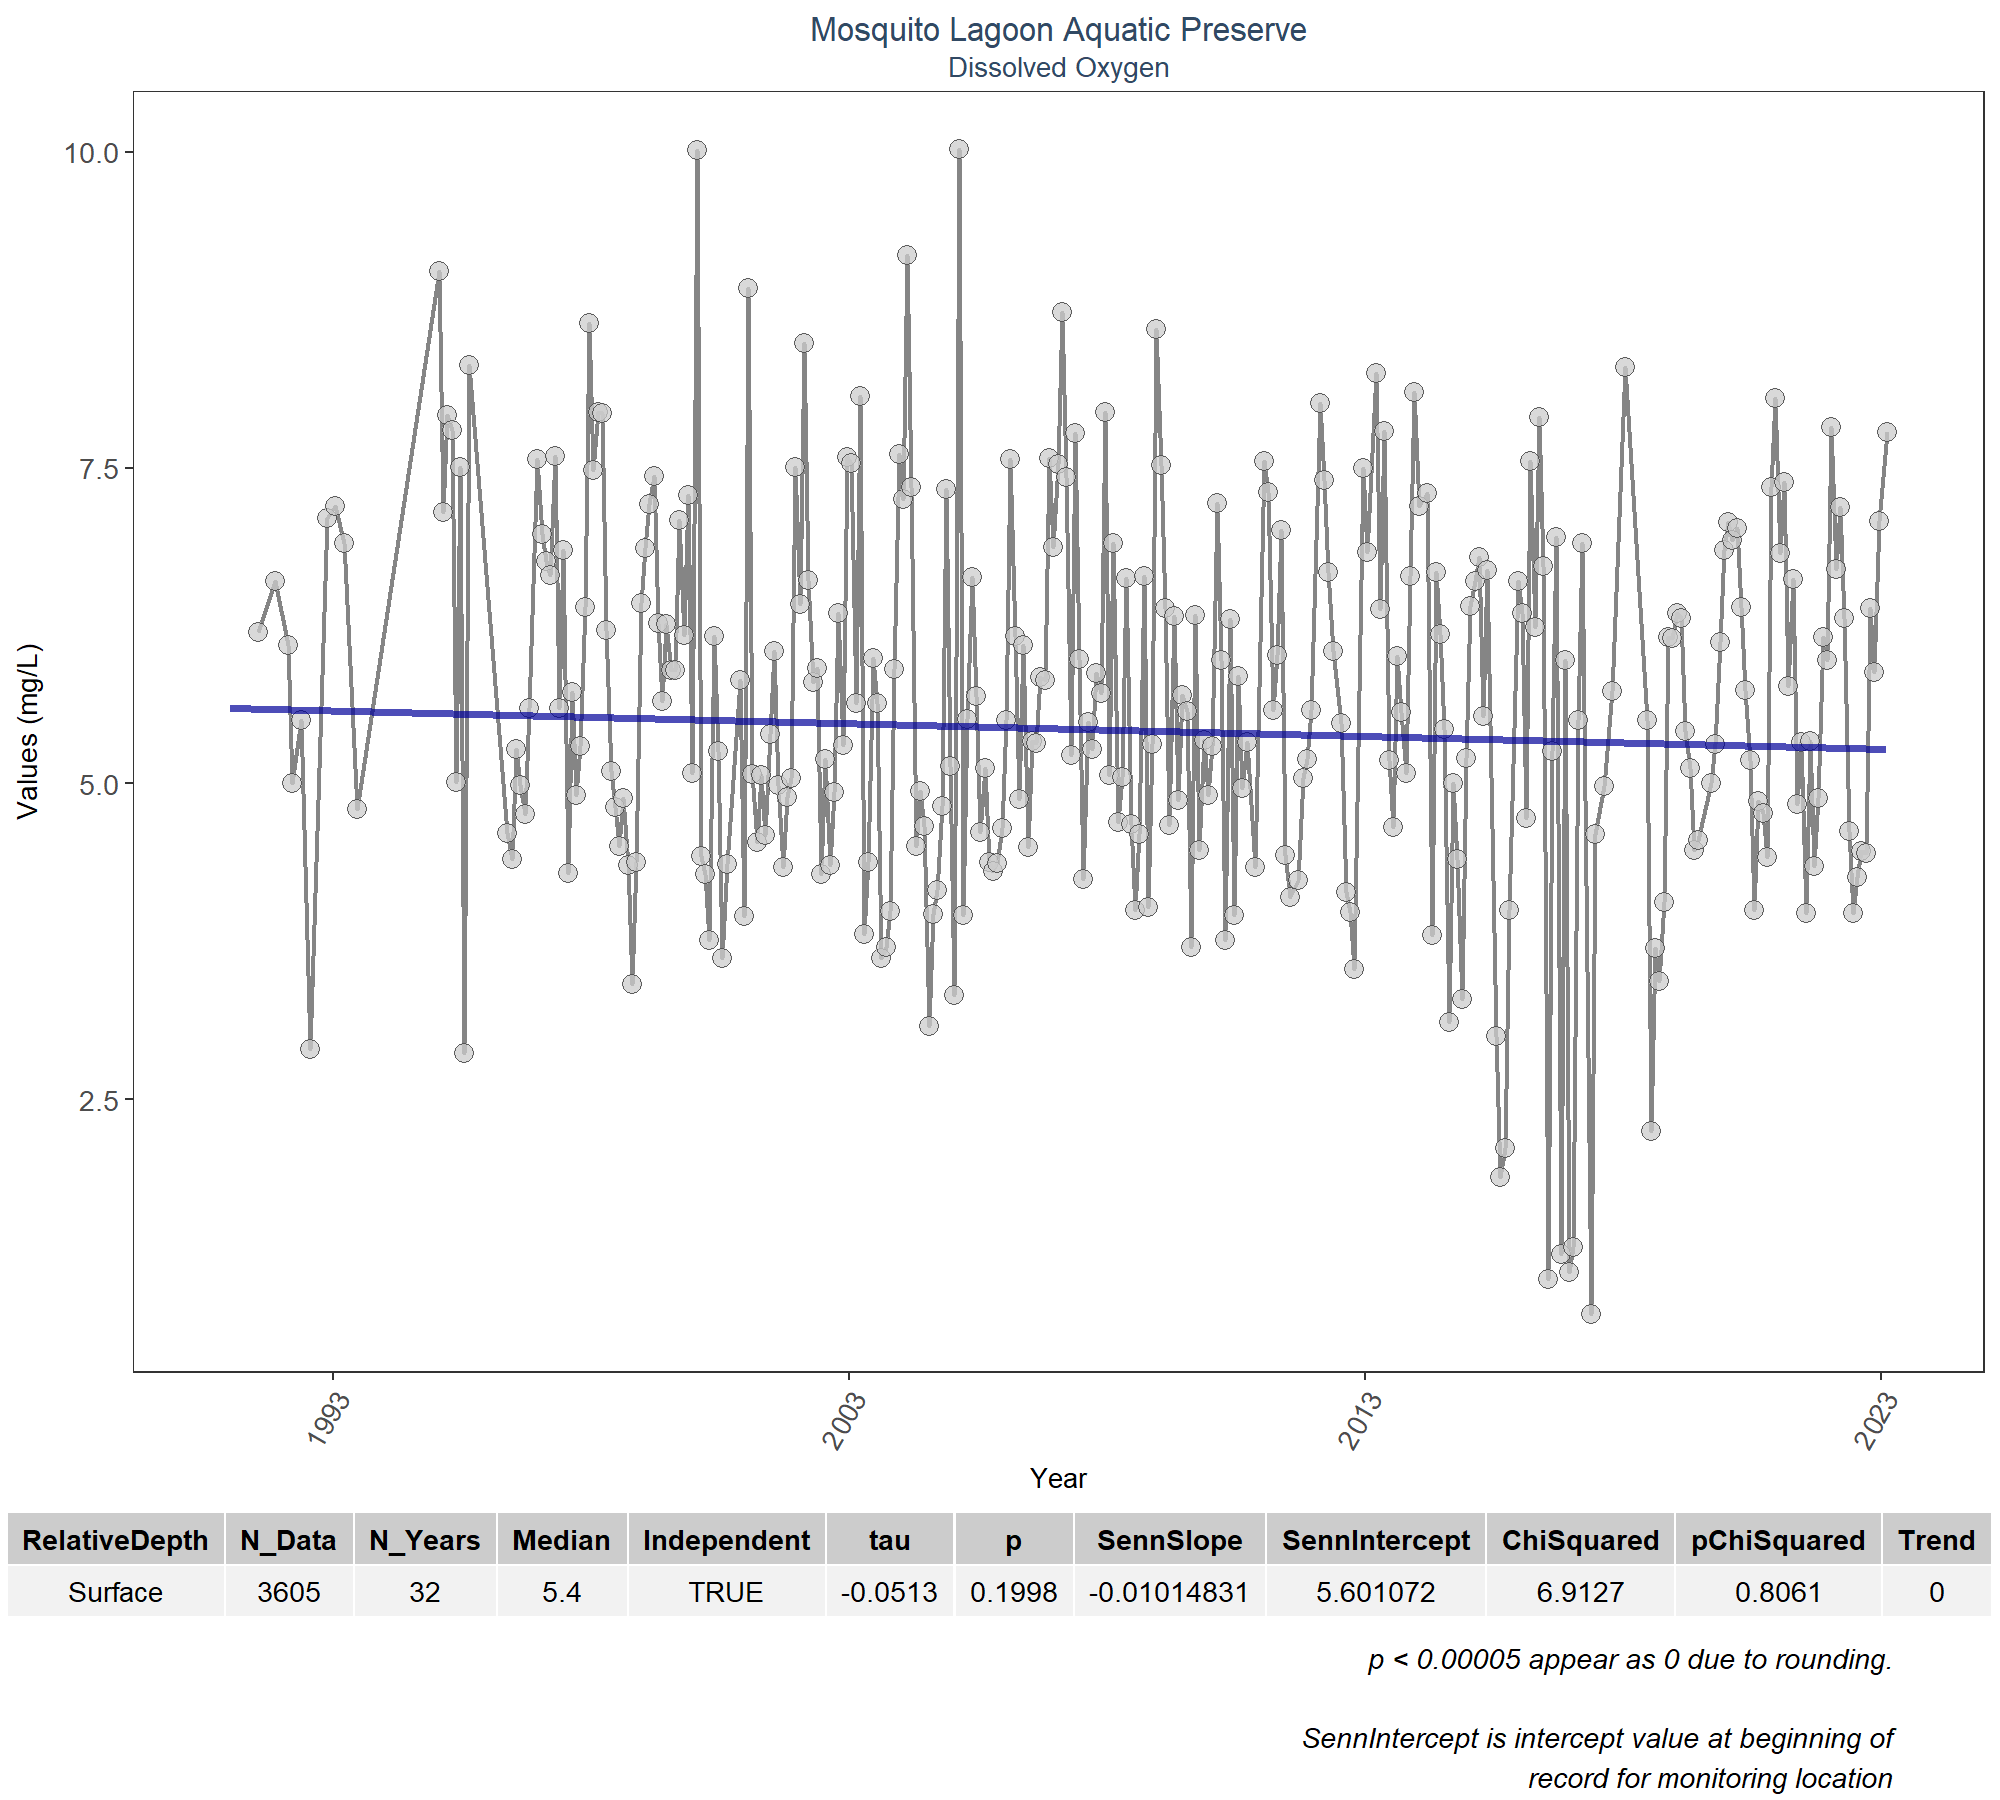 Mosquito Lagoon Aquatic Preserve
Dissolved Oxygen
10.0
7.5
5.0
2.5
Values (mg/L)
1993
2003
2013
2023
Year
RelativeDepth N_Data N_Years Median Independent tau p SennSlope SennIntercept ChiSquared pChiSquared Trend
Surface 3605 32 5.4 TRUE -0.0513 0.1998 -0.01014831 5.601072 6.9127 0.8061 0
p < 0.00005 appear as 0 due to rounding.
SennIntercept is intercept value at beginning of
record for monitoring location